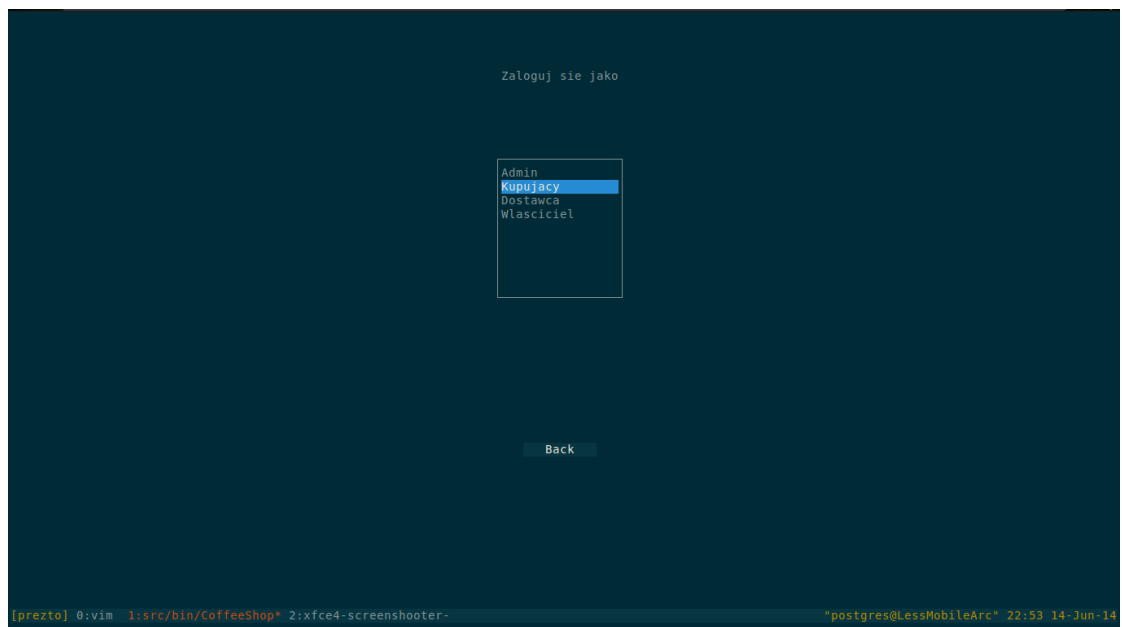 Zaloguj sie jako
Admin
Kupujacy
Dostawca
Wlasciciel
Back
[prezto] 0:vim  1:src/bin/CoffeeShop* 2:xfce4-screenshooter- "postgres@LessMobileArc" 22:53 14-Jun-14